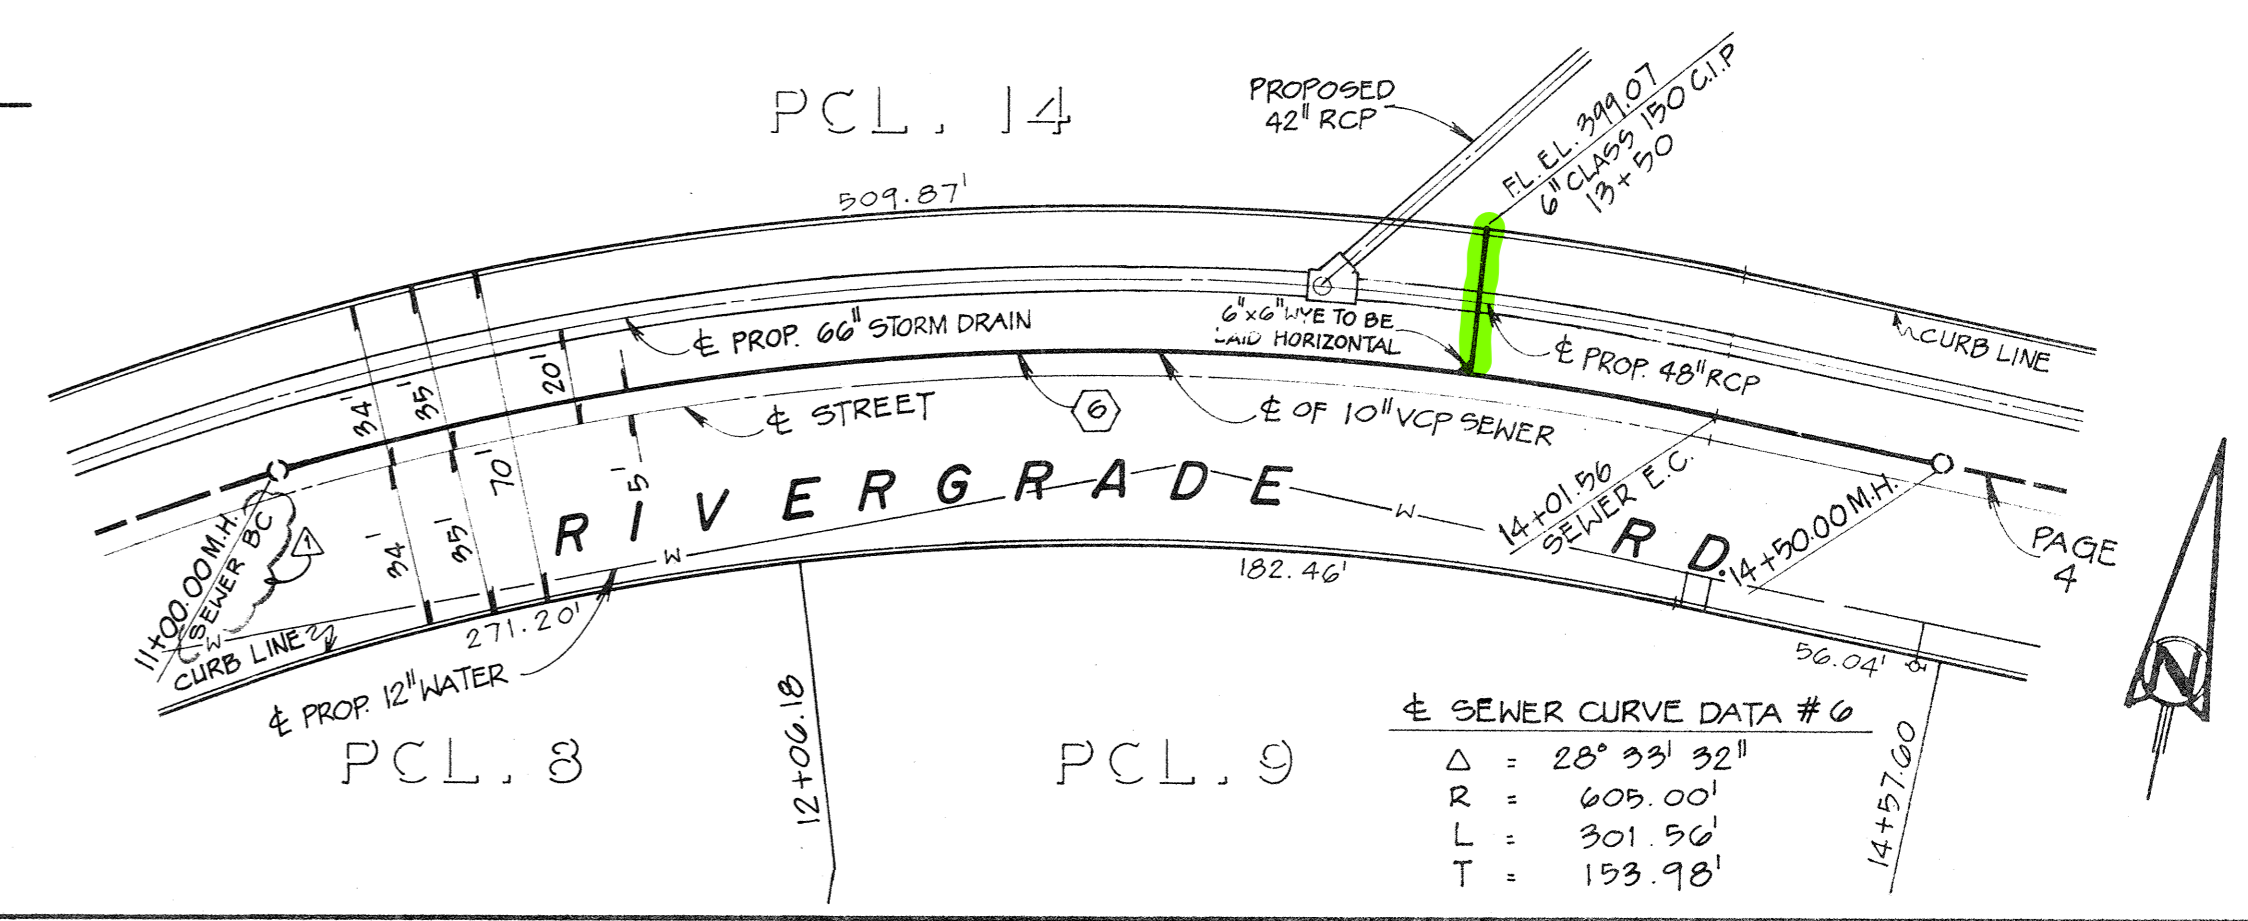 PCL. 14
PROPOSED
42" RCP
F.L. EL. 399.07
6" CLASS 150 C.I.P
13+50
509.87'
6"x6" WYE TO BE
LAID HORIZONTAL
℄ PROP. 66" STORM DRAIN
℄ PROP. 48" RCP
CURB LINE
34'
35'
20'
℄ STREET
6
℄ OF 10" VCP SEWER
70'
5'
34'
35'
RIVERGRADE RD.
W
W
W
14+01.56
SEWER E.C.
14+50.00 M.H.
PAGE
4
11+00.00 M.H.
SEWER BC
1
CURB LINE
271.20'
182.46'
56.04'
℄ PROP. 12" WATER
12+06.18
14+57.60
N
PCL. 8
PCL. 9
℄ SEWER CURVE DATA #6
Δ = 28° 33' 32"
R = 605.00'
L = 301.56'
T = 153.98'